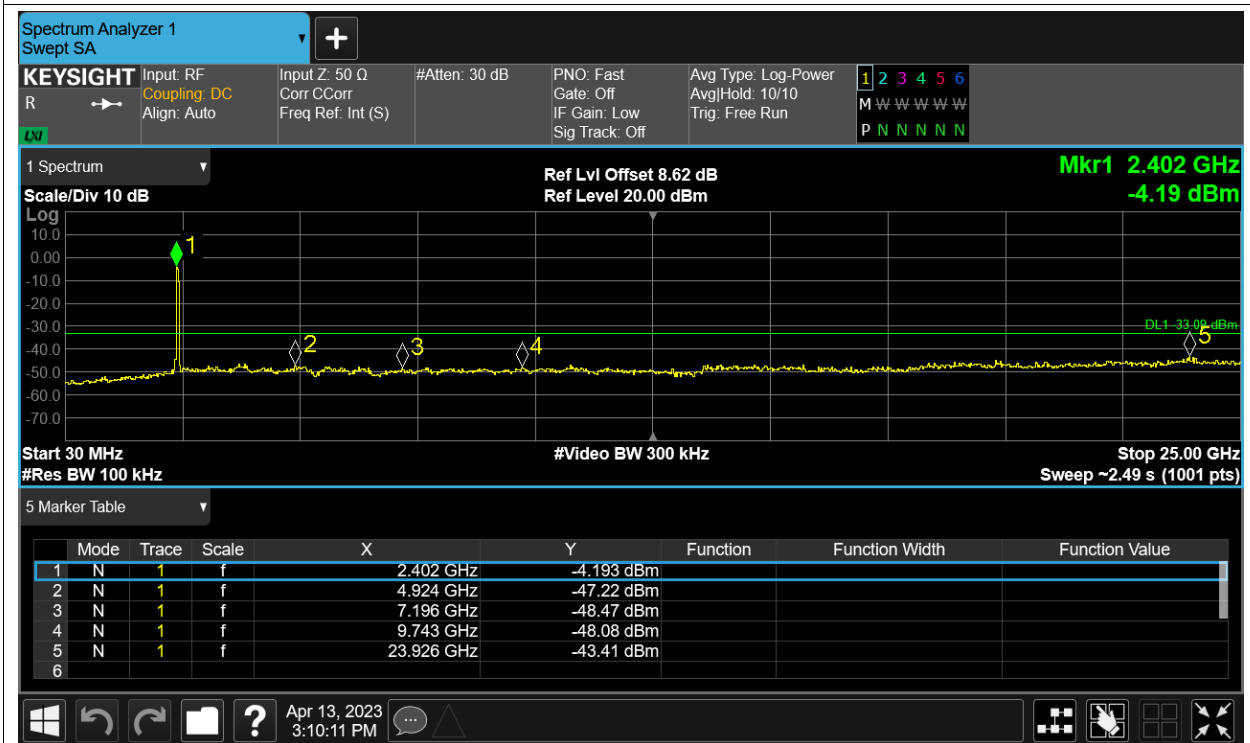 Spectrum Analyzer 1
Swept SA
KEYSIGHT
R
LXI
Input: RF
Coupling: DC
Align: Auto
Input Z: 50 Ω
Corr CCorr
Freq Ref: Int (S)
#Atten: 30 dB
PNO: Fast
Gate: Off
IF Gain: Low
Sig Track: Off
Avg Type: Log-Power
Avg|Hold: 10/10
Trig: Free Run
1 2 3 4 5 6
M W W W W W
P N N N N N
1 Spectrum
Scale/Div 10 dB
Ref Lvl Offset 8.62 dB
Ref Level 20.00 dBm
Mkr1 2.402 GHz
-4.19 dBm
Log
10.0
0.00
-10.0
-20.0
-30.0
-40.0
-50.0
-60.0
-70.0
1
2
3
4
5
DL1 -33.09 dBm
Start 30 MHz
#Res BW 100 kHz
#Video BW 300 kHz
Stop 25.00 GHz
Sweep ~2.49 s (1001 pts)
5 Marker Table
Mode Trace Scale X Y Function Function Width Function Value
1 N 1 f 2.402 GHz -4.193 dBm
2 N 1 f 4.924 GHz -47.22 dBm
3 N 1 f 7.196 GHz -48.47 dBm
4 N 1 f 9.743 GHz -48.08 dBm
5 N 1 f 23.926 GHz -43.41 dBm
6
?
Apr 13, 2023
3:10:11 PM